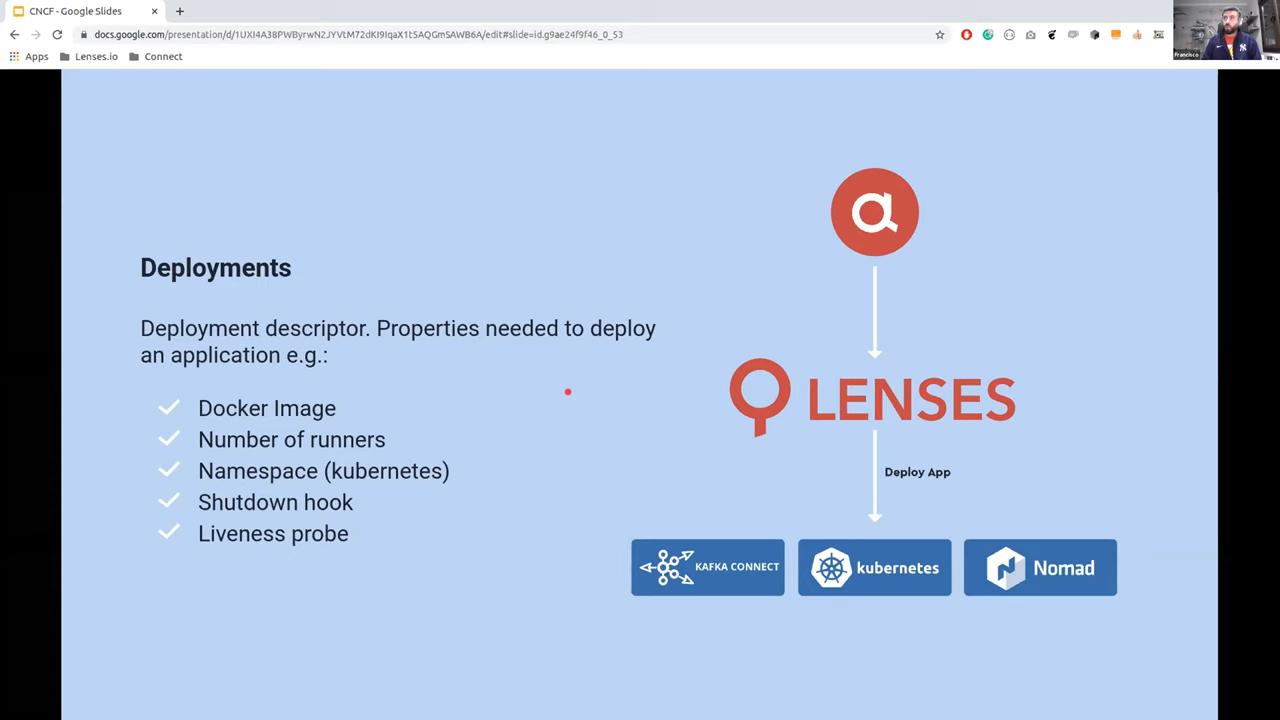 CNCF - Google Slides
docs.google.com/presentation/d/1UXI4A38PWByrwN2JYVtM72dKI9IqaX1tSAQGmSAWB6A/edit#slide=id.g9ae24f9f46_0_53
Apps
Lenses.io
Connect
Francisco
Deployments
Deployment descriptor. Properties needed to deploy
an application e.g.:
Docker Image
Number of runners
Namespace (kubernetes)
Shutdown hook
Liveness probe
a
LENSES
Deploy App
KAFKA CONNECT
kubernetes
Nomad